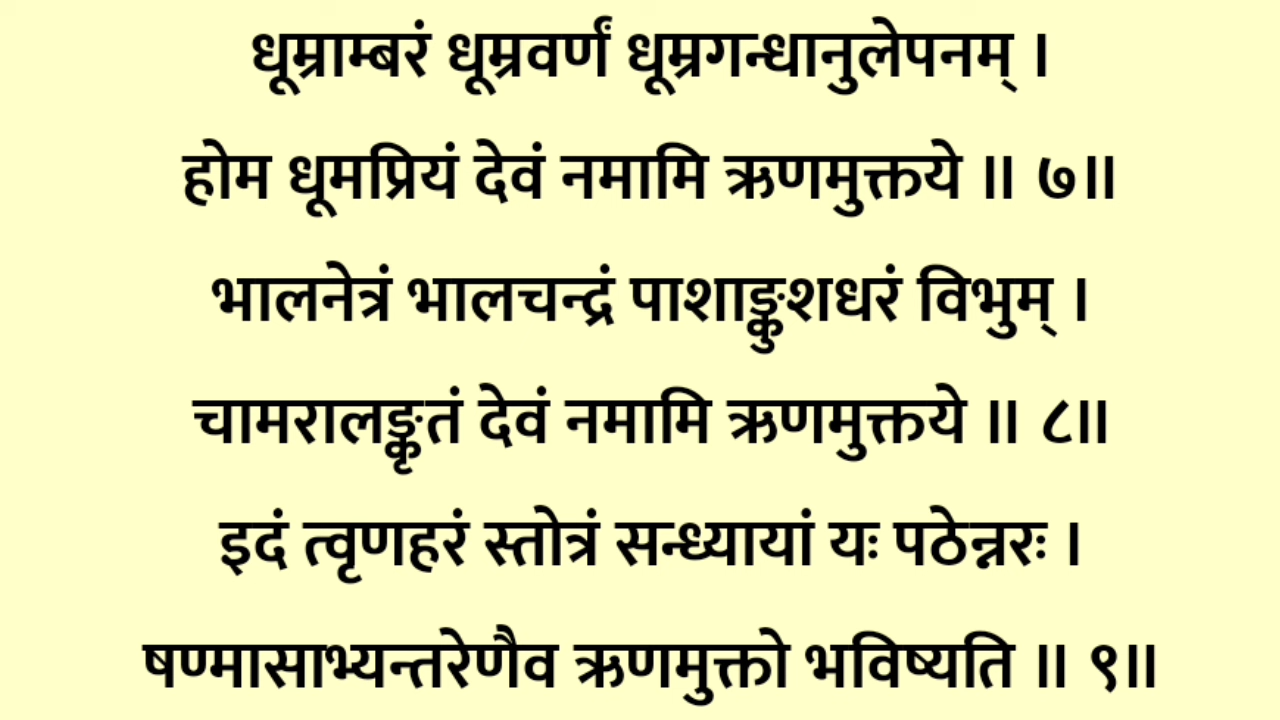 धूम्राम्बरं धूम्रवर्णं धूम्रगन्धानुलेपनम् ।
होम धूमप्रियं देवं नमामि ऋणमुक्तये ॥ ७॥
भालनेत्रं भालचन्द्रं पाशाङ्कुशधरं विभुम् ।
चामरालङ्कृतं देवं नमामि ऋणमुक्तये ॥ ८॥
इदं त्वृणहरं स्तोत्रं सन्ध्यायां यः पठेन्नरः ।
षण्मासाभ्यन्तरेणैव ऋणमुक्तो भविष्यति ॥ ९॥